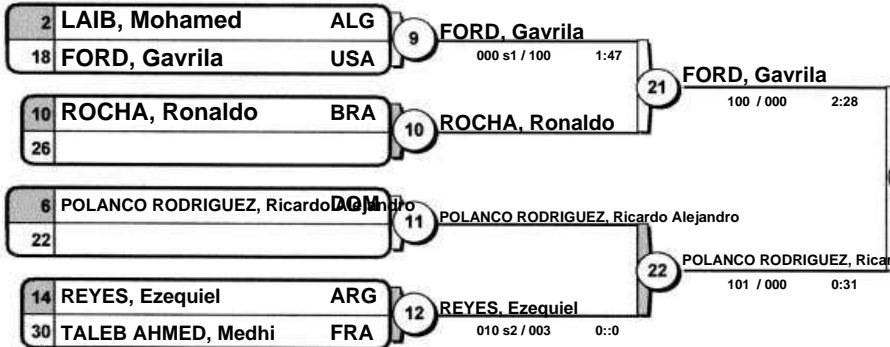 2 LAIB, Mohamed ALG
18 FORD, Gavrila USA
9 FORD, Gavrila
000 s1 / 100 1:47
10 ROCHA, Ronaldo BRA
26
10 ROCHA, Ronaldo
21 FORD, Gavrila
100 / 000 2:28
6 POLANCO RODRIGUEZ, Ricardo Alejandro DOM
22
11 POLANCO RODRIGUEZ, Ricardo Alejandro
14 REYES, Ezequiel ARG
30 TALEB AHMED, Medhi FRA
12 REYES, Ezequiel
010 s2 / 003 0::0
22 POLANCO RODRIGUEZ, Ricar
101 / 000 0:31